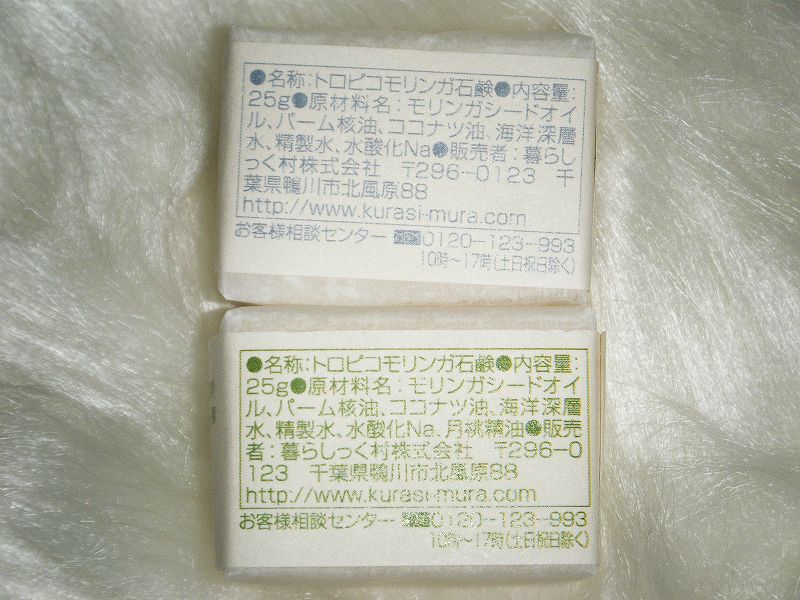 ●名称:トロピコモリンガ石鹸●内容量:
25g●原材料名:モリンガシードオイ
ル、パーム核油、ココナツ油、海洋深層
水、精製水、水酸化Na●販売者:暮らし
っく村株式会社 〒296-0123 千
葉県鴨川市北風原88
http://www.kurasi-mura.com
お客様相談センター 0120-123-993
10時〜17時(土日祝日除く)
●名称:トロピコモリンガ石鹸●内容量:
25g●原材料名:モリンガシードオイ
ル、パーム核油、ココナツ油、海洋深層
水、精製水、水酸化Na、月桃精油●販売
者:暮らしっく村株式会社 〒296-0
123 千葉県鴨川市北風原88
http://www.kurasi-mura.com
お客様相談センター 0120-123-993
10時〜17時(土日祝日除く)